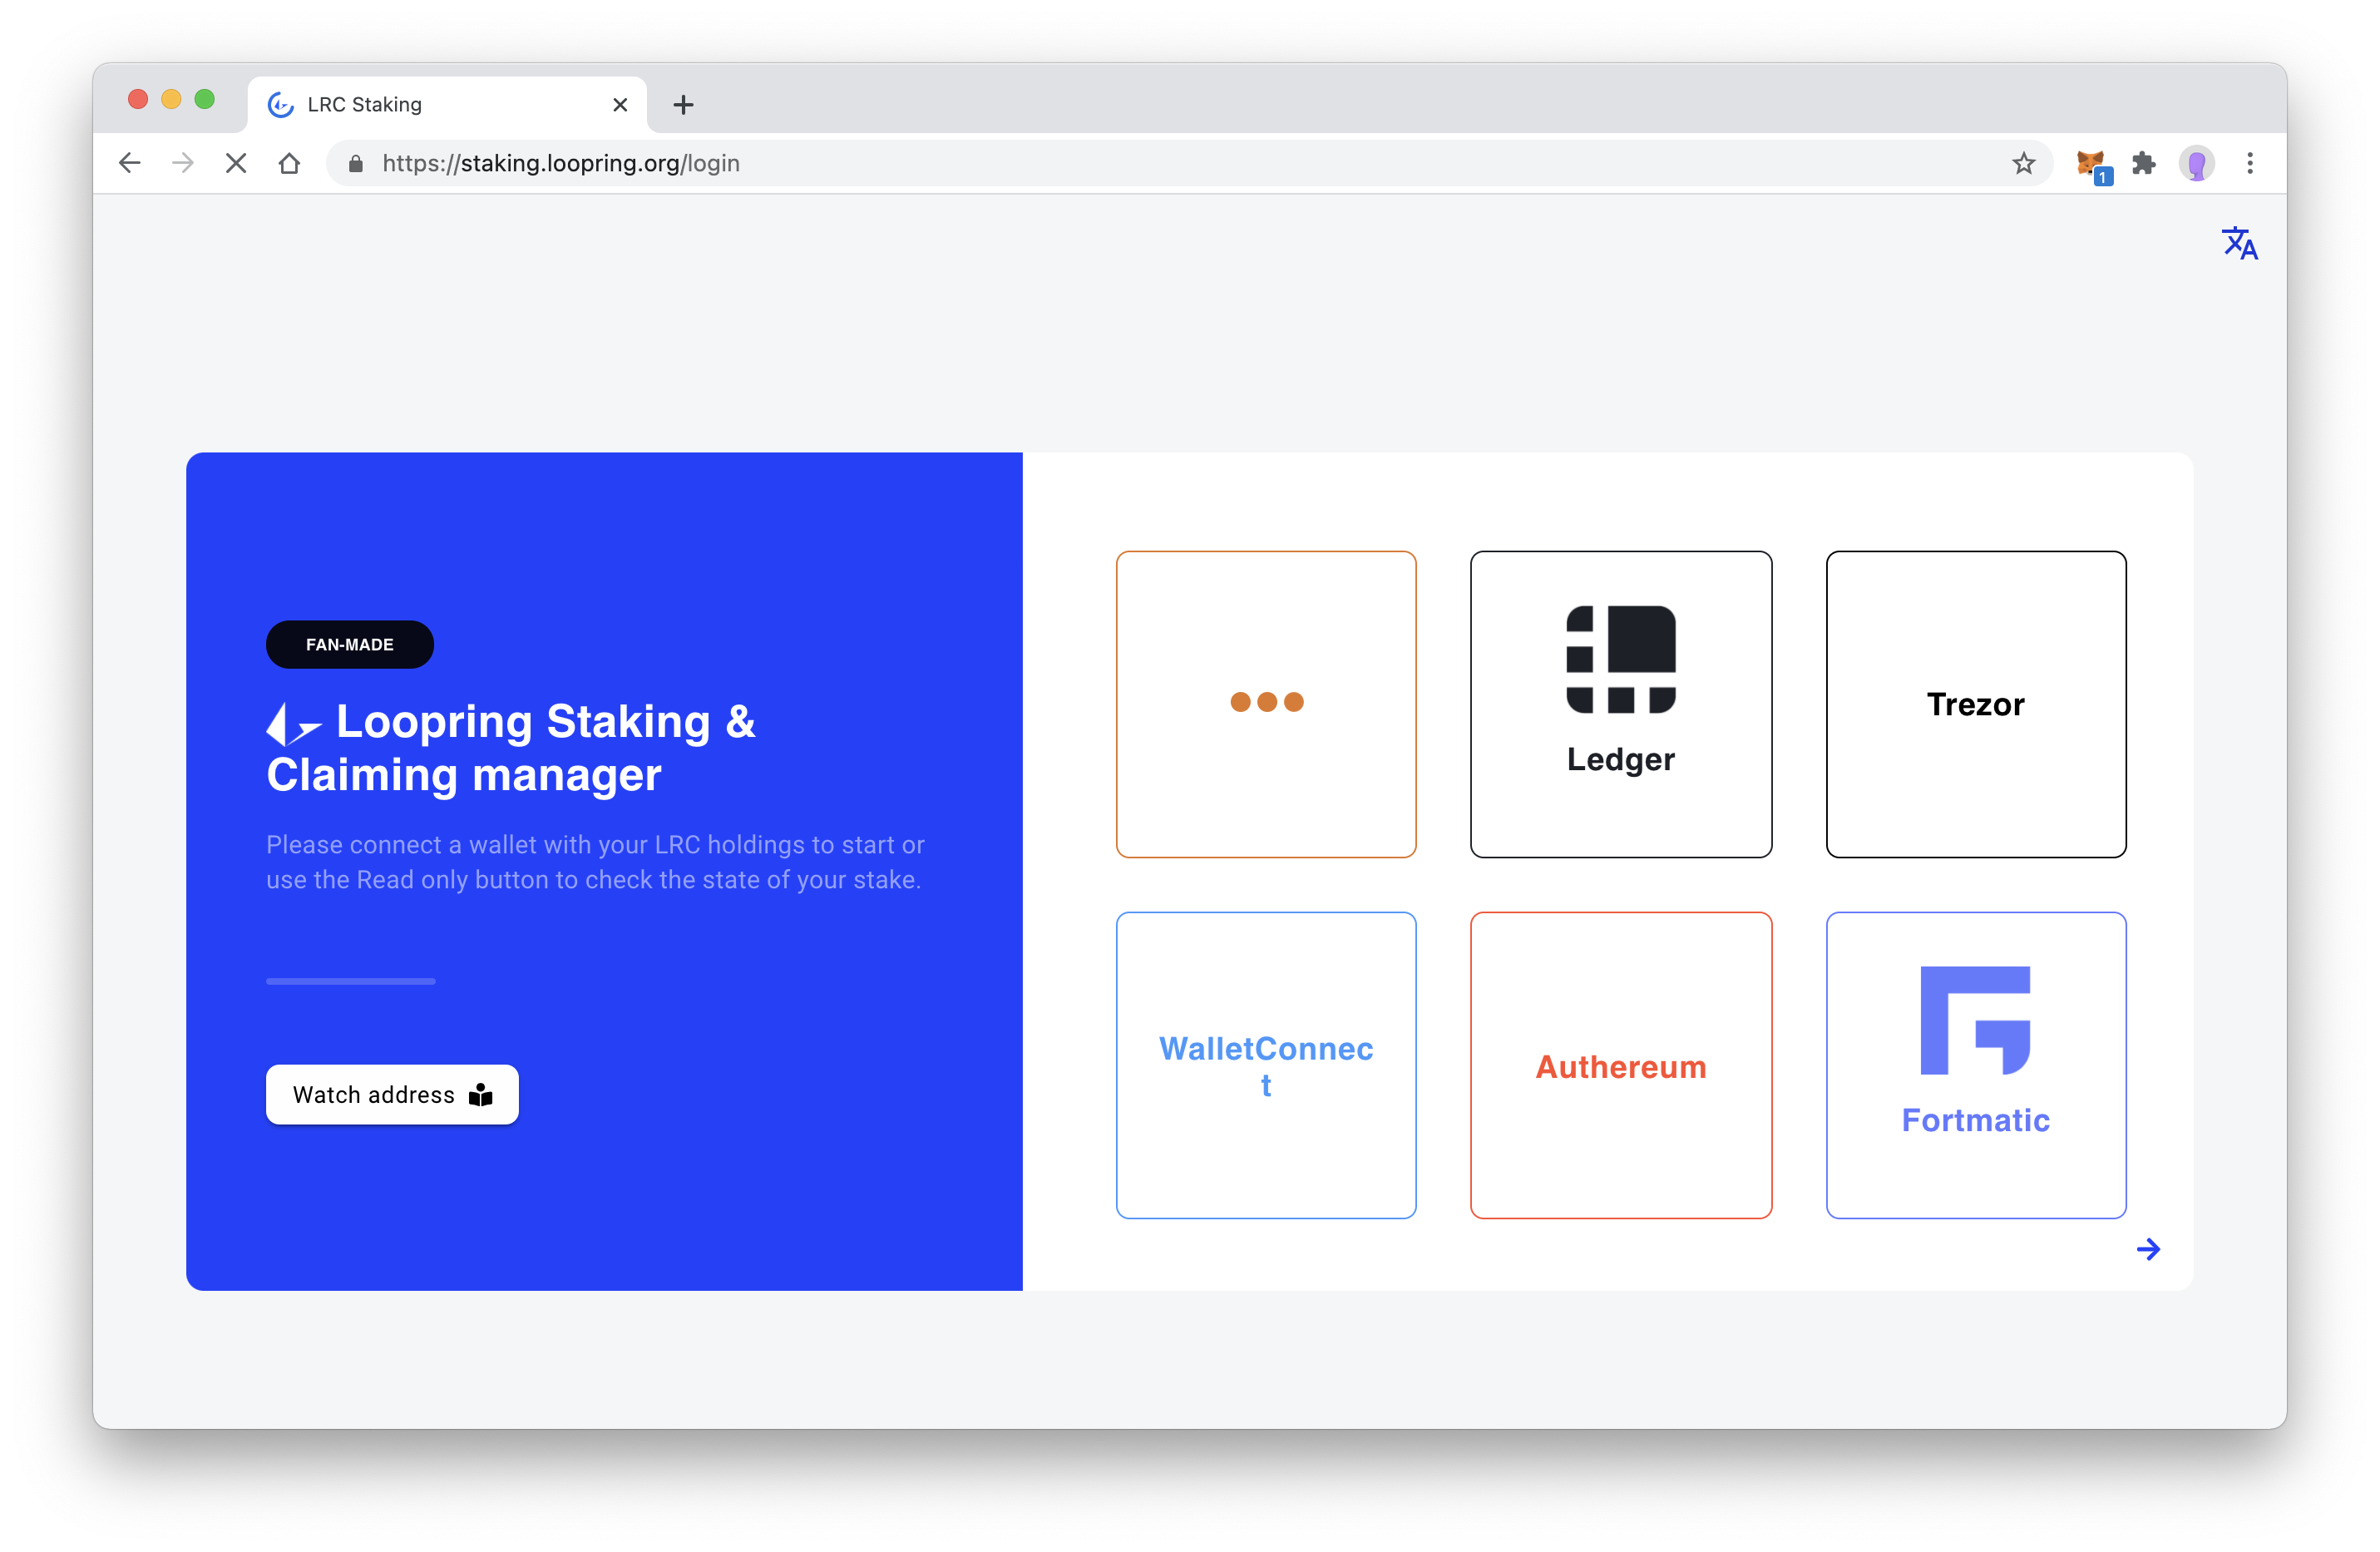 LRC Staking
https://staking.loopring.org/login
1
FAN-MADE
Loopring Staking &
Claiming manager
Please connect a wallet with your LRC holdings to start or
use the Read only button to check the state of your stake.
Watch address
Ledger
Trezor
WalletConnec
t
Authereum
Fortmatic